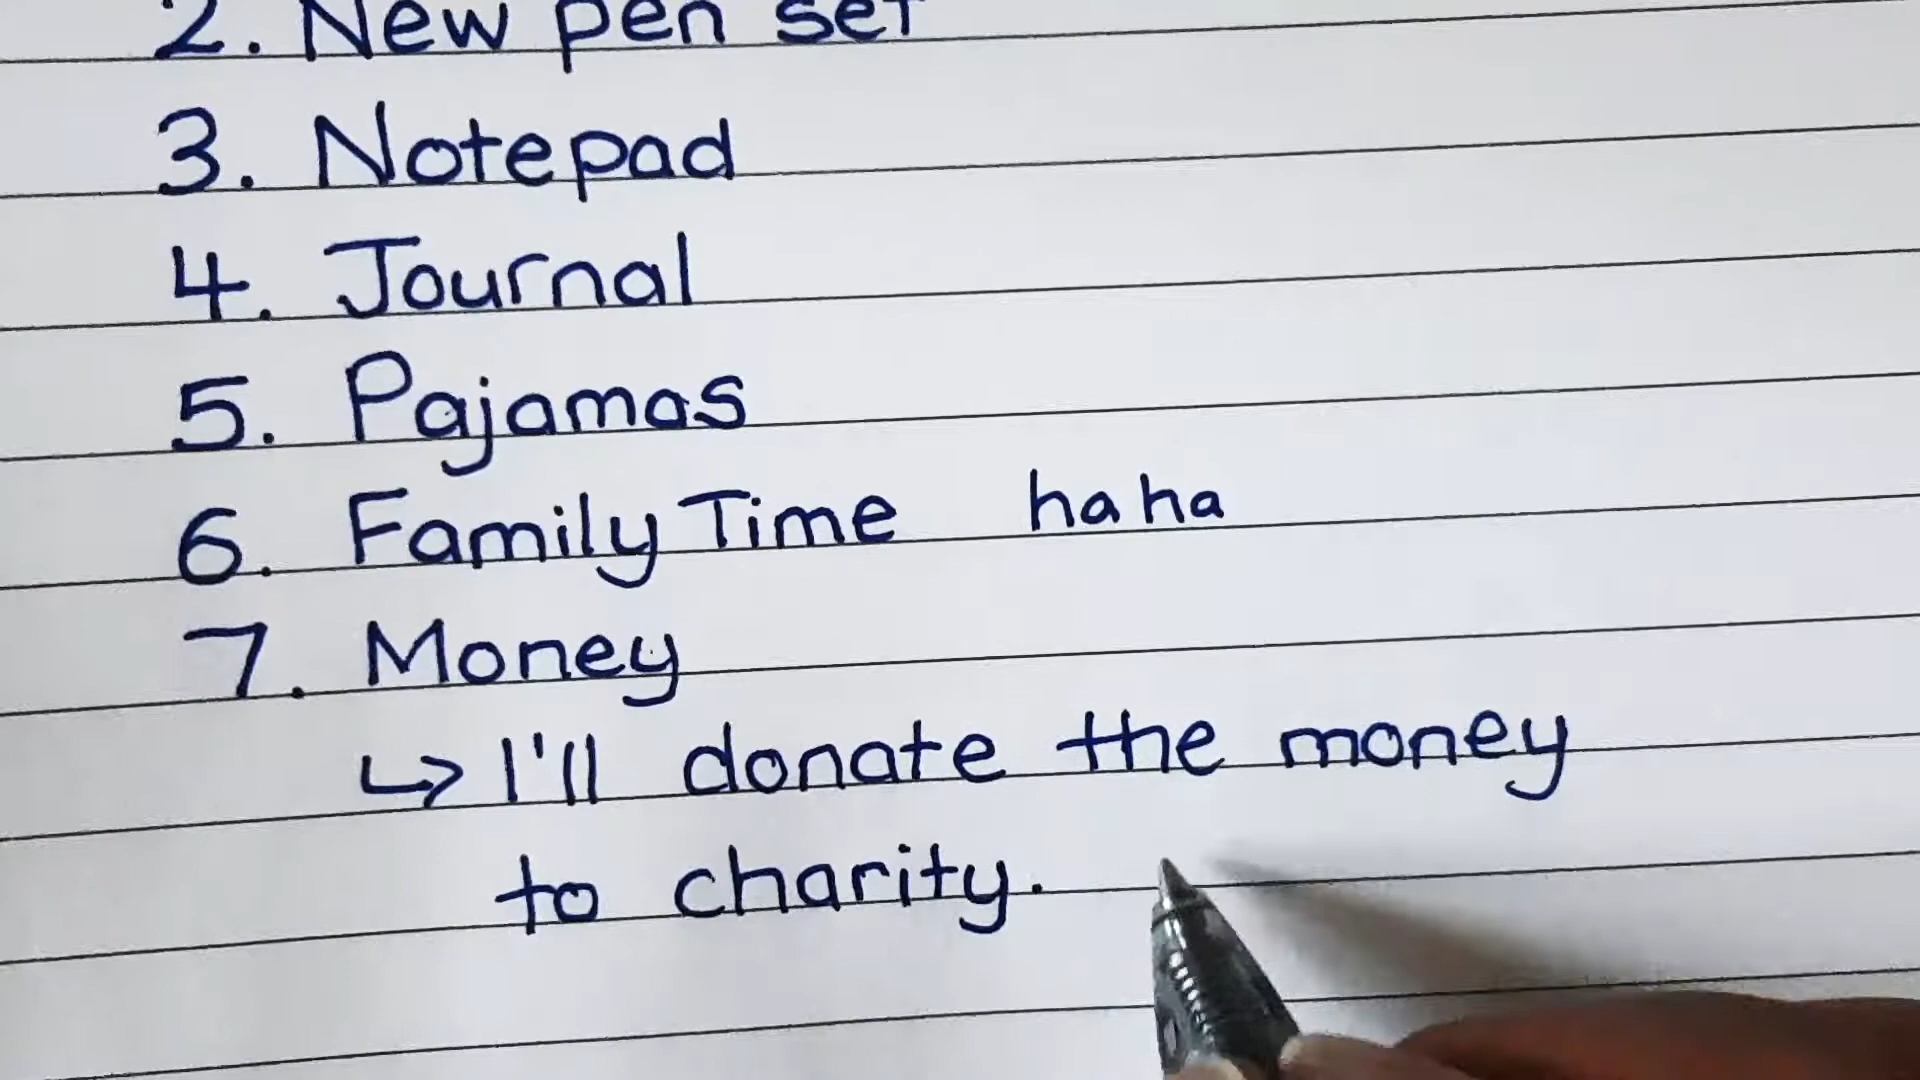 2. New pen set
3. Notepad
4. Journal
5. Pajamas
6. Family Time haha
7. Money
↳ I'll donate the money
to charity.